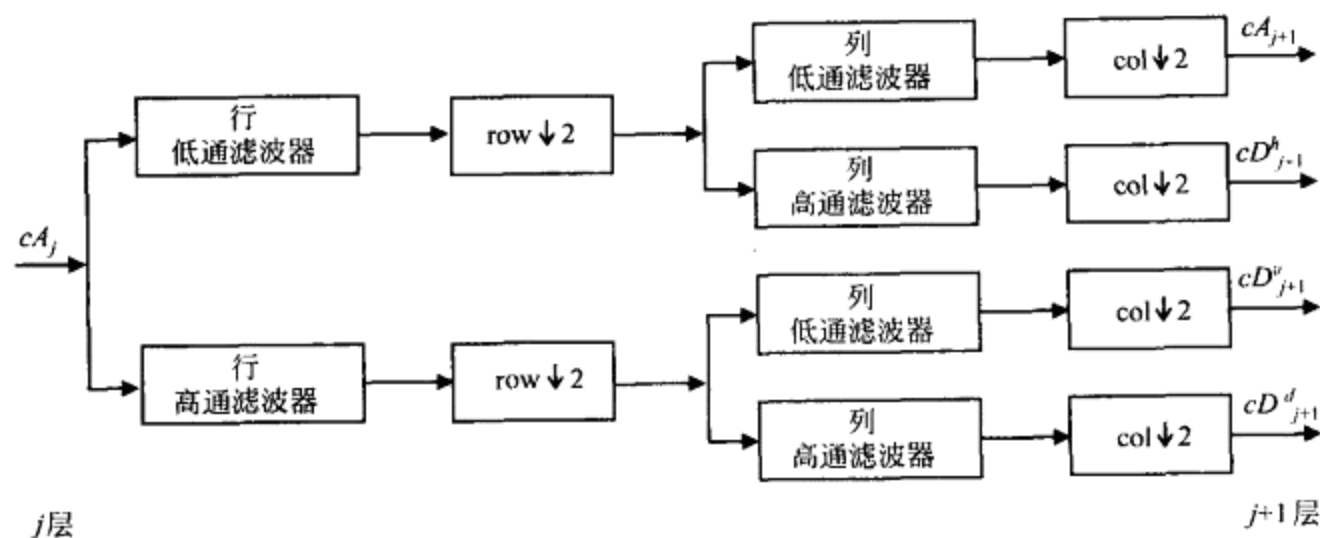 cA_{j+1}
列
低通滤波器
col↓2
行
低通滤波器
row↓2
cD^h_{j+1}
列
高通滤波器
col↓2
cA_j
cD^v_{j+1}
列
低通滤波器
col↓2
行
高通滤波器
row↓2
cD^d_{j+1}
列
高通滤波器
col↓2
j层
j+1层